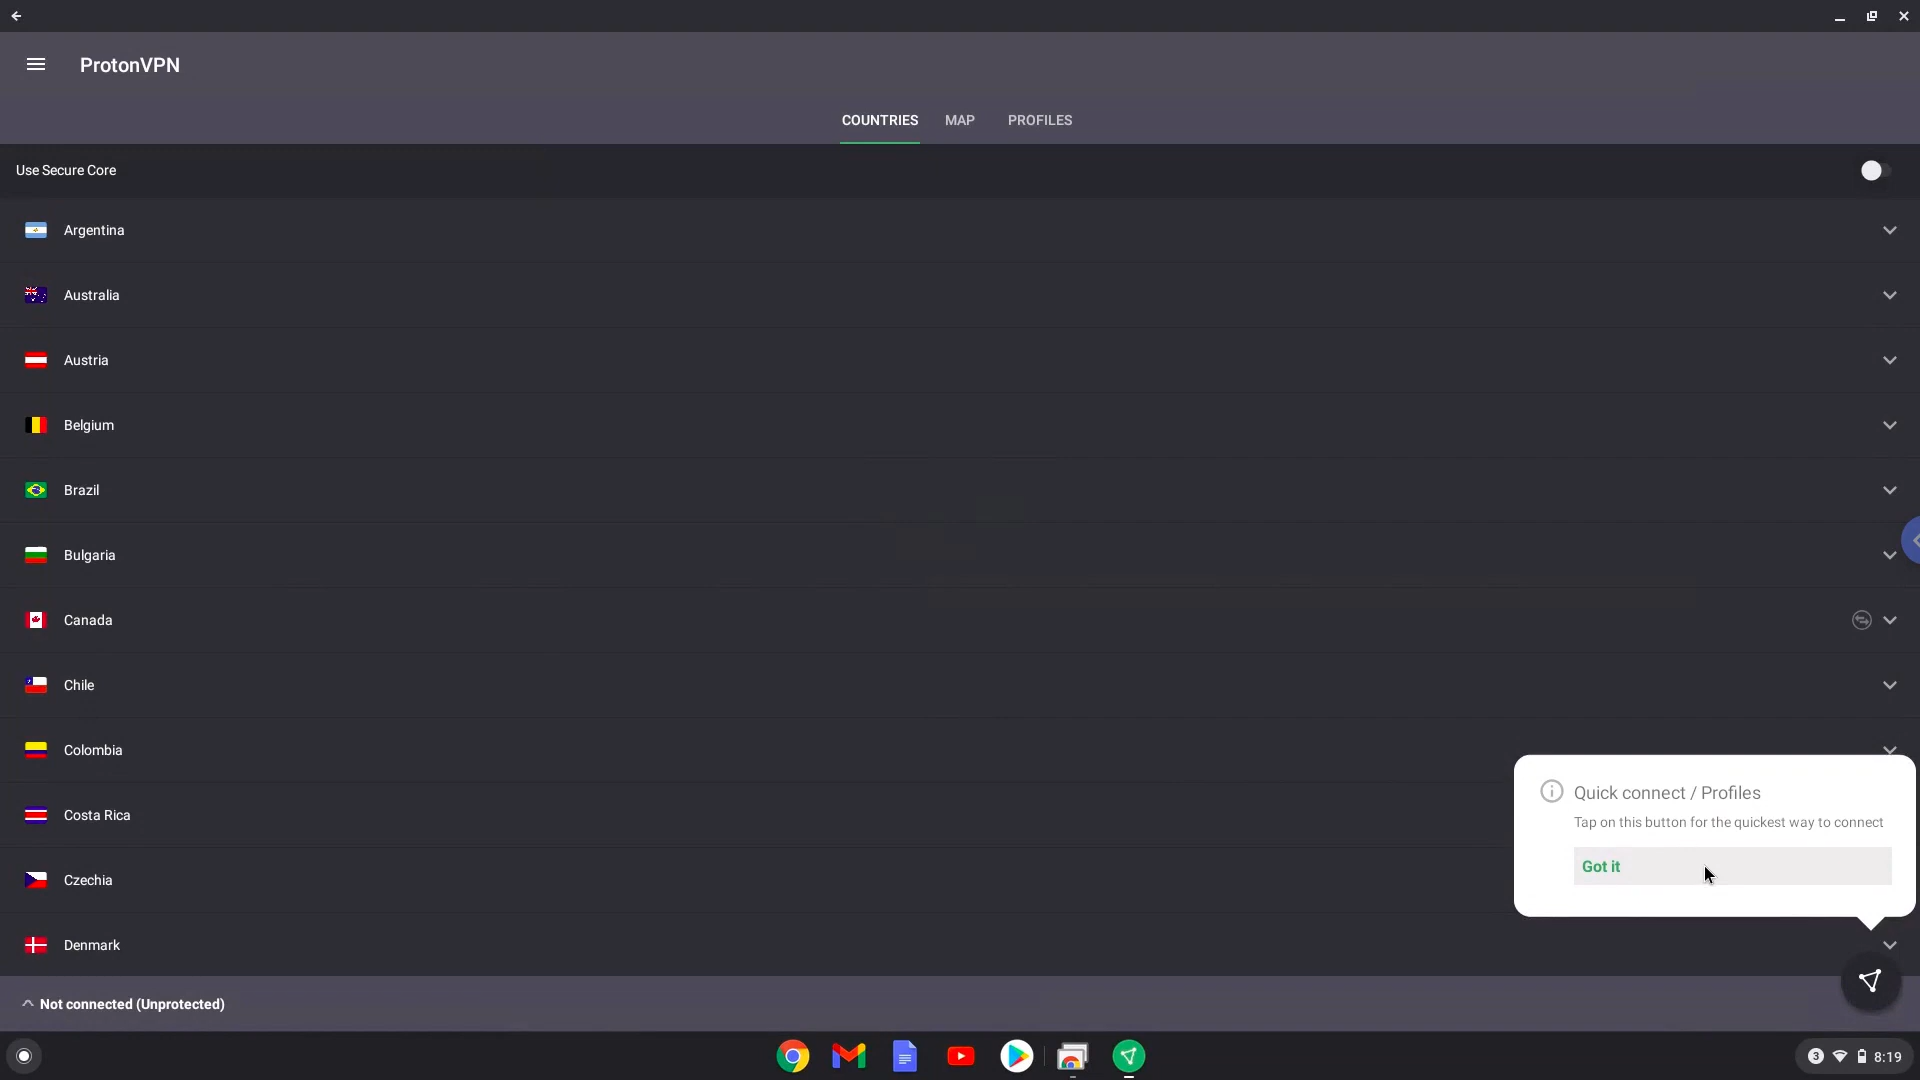 ProtonVPN
COUNTRIES MAP PROFILES
Use Secure Core
Argentina
Australia
Austria
Belgium
Brazil
Bulgaria
Canada
Chile
Colombia
Costa Rica
Czechia
Denmark
Quick connect / Profiles
Tap on this button for the quickest way to connect
Got it
Not connected (Unprotected)
3 8:19